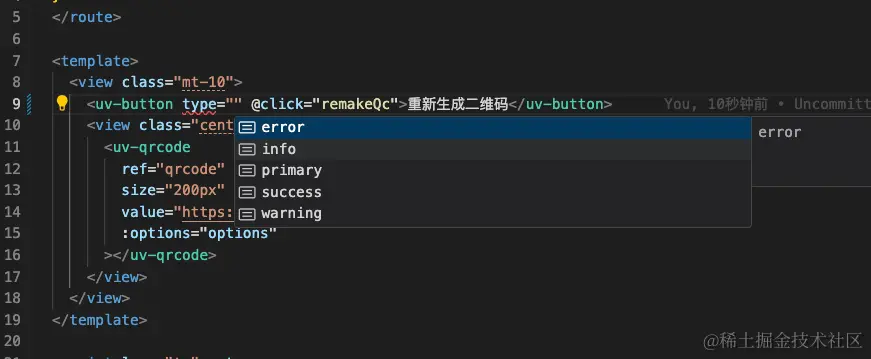 5 </route>
6
7 <template>
8 <view class="mt-10">
9 <uv-button type="" @click="remakeQc">重新生成二维码</uv-button> You, 10秒钟前 • Uncommitt
10 <view class="cent
error
error
11 <uv-qrcode
info
12 ref="qrcode"
primary
13 size="200px"
success
14 value="https:
warning
15 :options="options"
16 ></uv-qrcode>
17 </view>
18 </view>
19 </template>
20
@稀土掘金技术社区